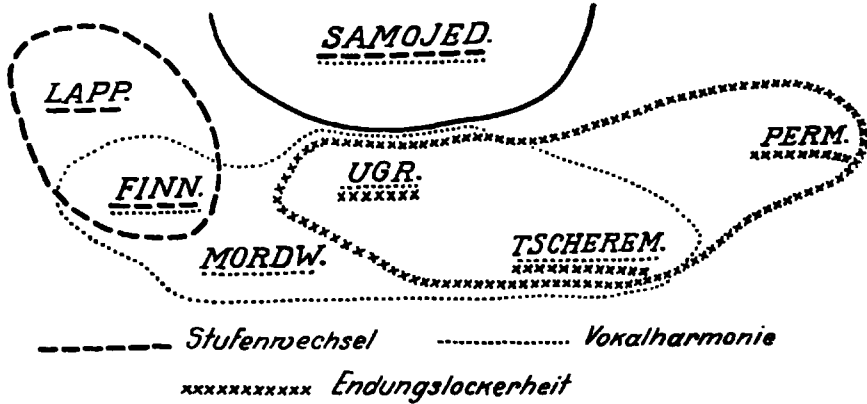 SAMOJED.
LAPP.
PERM.
FINN.
UGR.
MORDW.
TSCHEREM.
Stufenwechsel
Vokalharmonie
Endungslockerheit